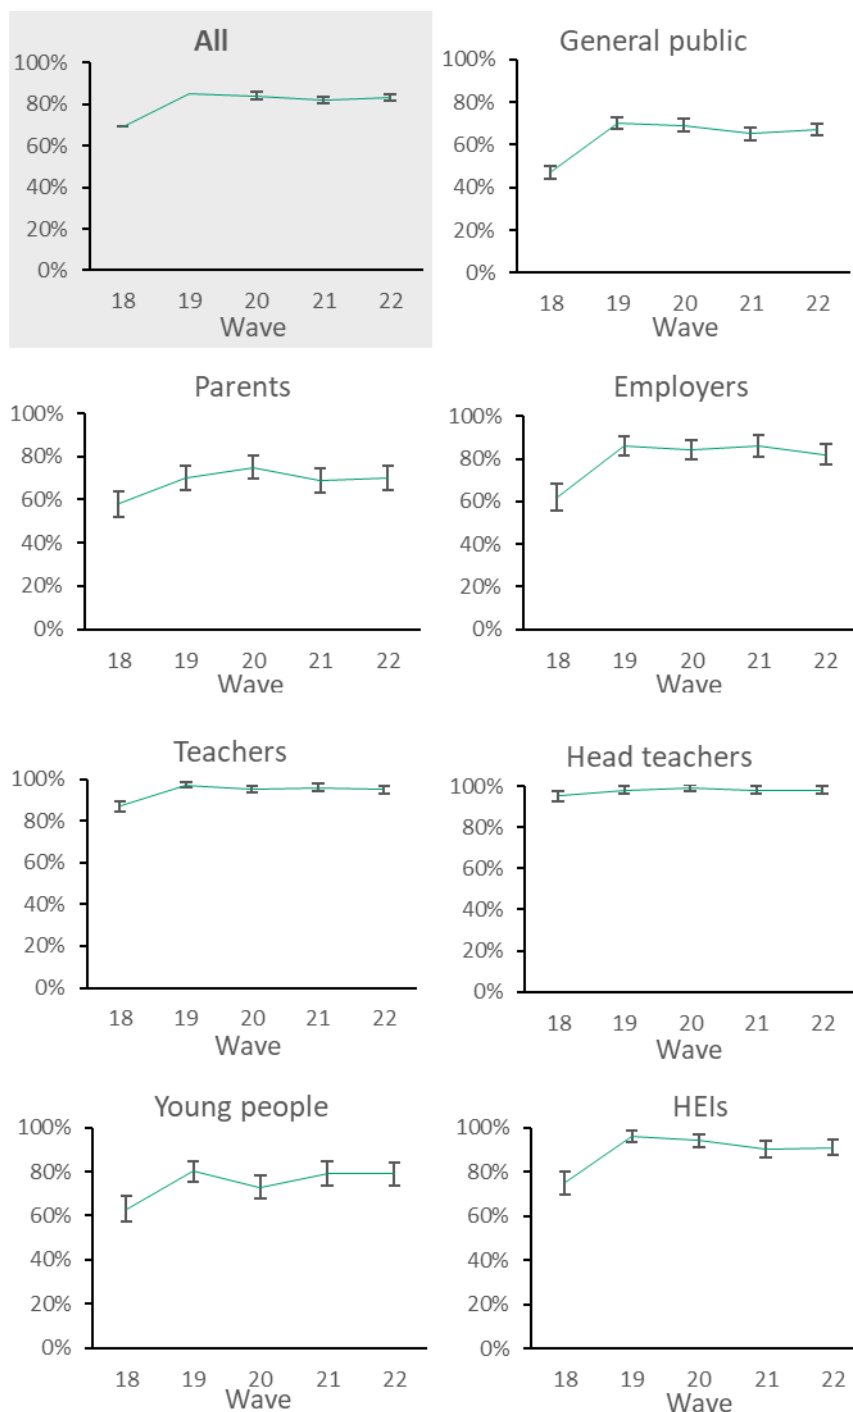 All
100%
80%
60%
40%
20%
0%
18 19 20 21 22
Wave
General public
100%
80%
60%
40%
20%
0%
18 19 20 21 22
Wave
Parents
100%
80%
60%
40%
20%
0%
18 19 20 21 22
Wave
Employers
100%
80%
60%
40%
20%
0%
18 19 20 21 22
Wave
Teachers
100%
80%
60%
40%
20%
0%
18 19 20 21 22
Wave
Head teachers
100%
80%
60%
40%
20%
0%
18 19 20 21 22
Wave
Young people
100%
80%
60%
40%
20%
0%
18 19 20 21 22
Wave
HEIs
100%
80%
60%
40%
20%
0%
18 19 20 21 22
Wave